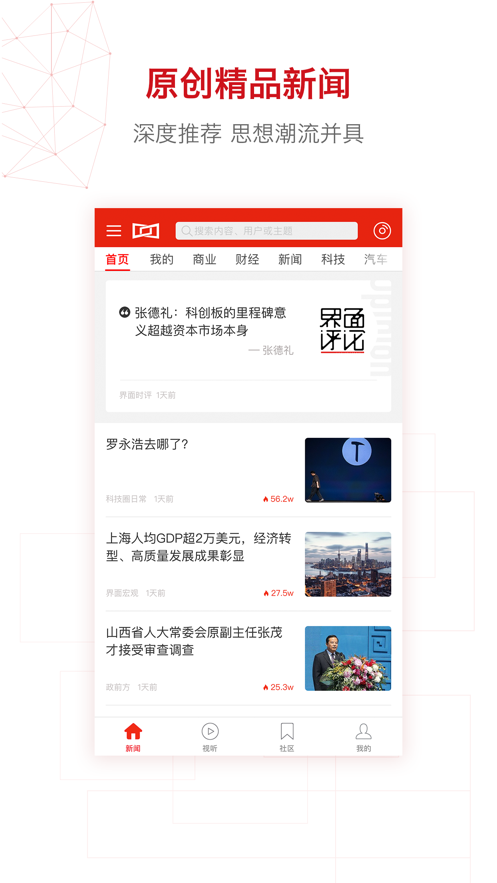 原创精品新闻
深度推荐 思想潮流并具
搜索内容、用户或主题
首页 我的 商业 财经 新闻 科技 汽车
张德礼：科创板的里程碑意
义超越资本市场本身
— 张德礼
界面
评论
opinion
界面时评 1天前
罗永浩去哪了?
T
科技圈日常 1天前 56.2w
上海人均GDP超2万美元，经济转
型、高质量发展成果彰显
界面宏观 1天前 27.5w
山西省人大常委会原副主任张茂
才接受审查调查
政前方 1天前 25.3w
新闻 视听 社区 我的